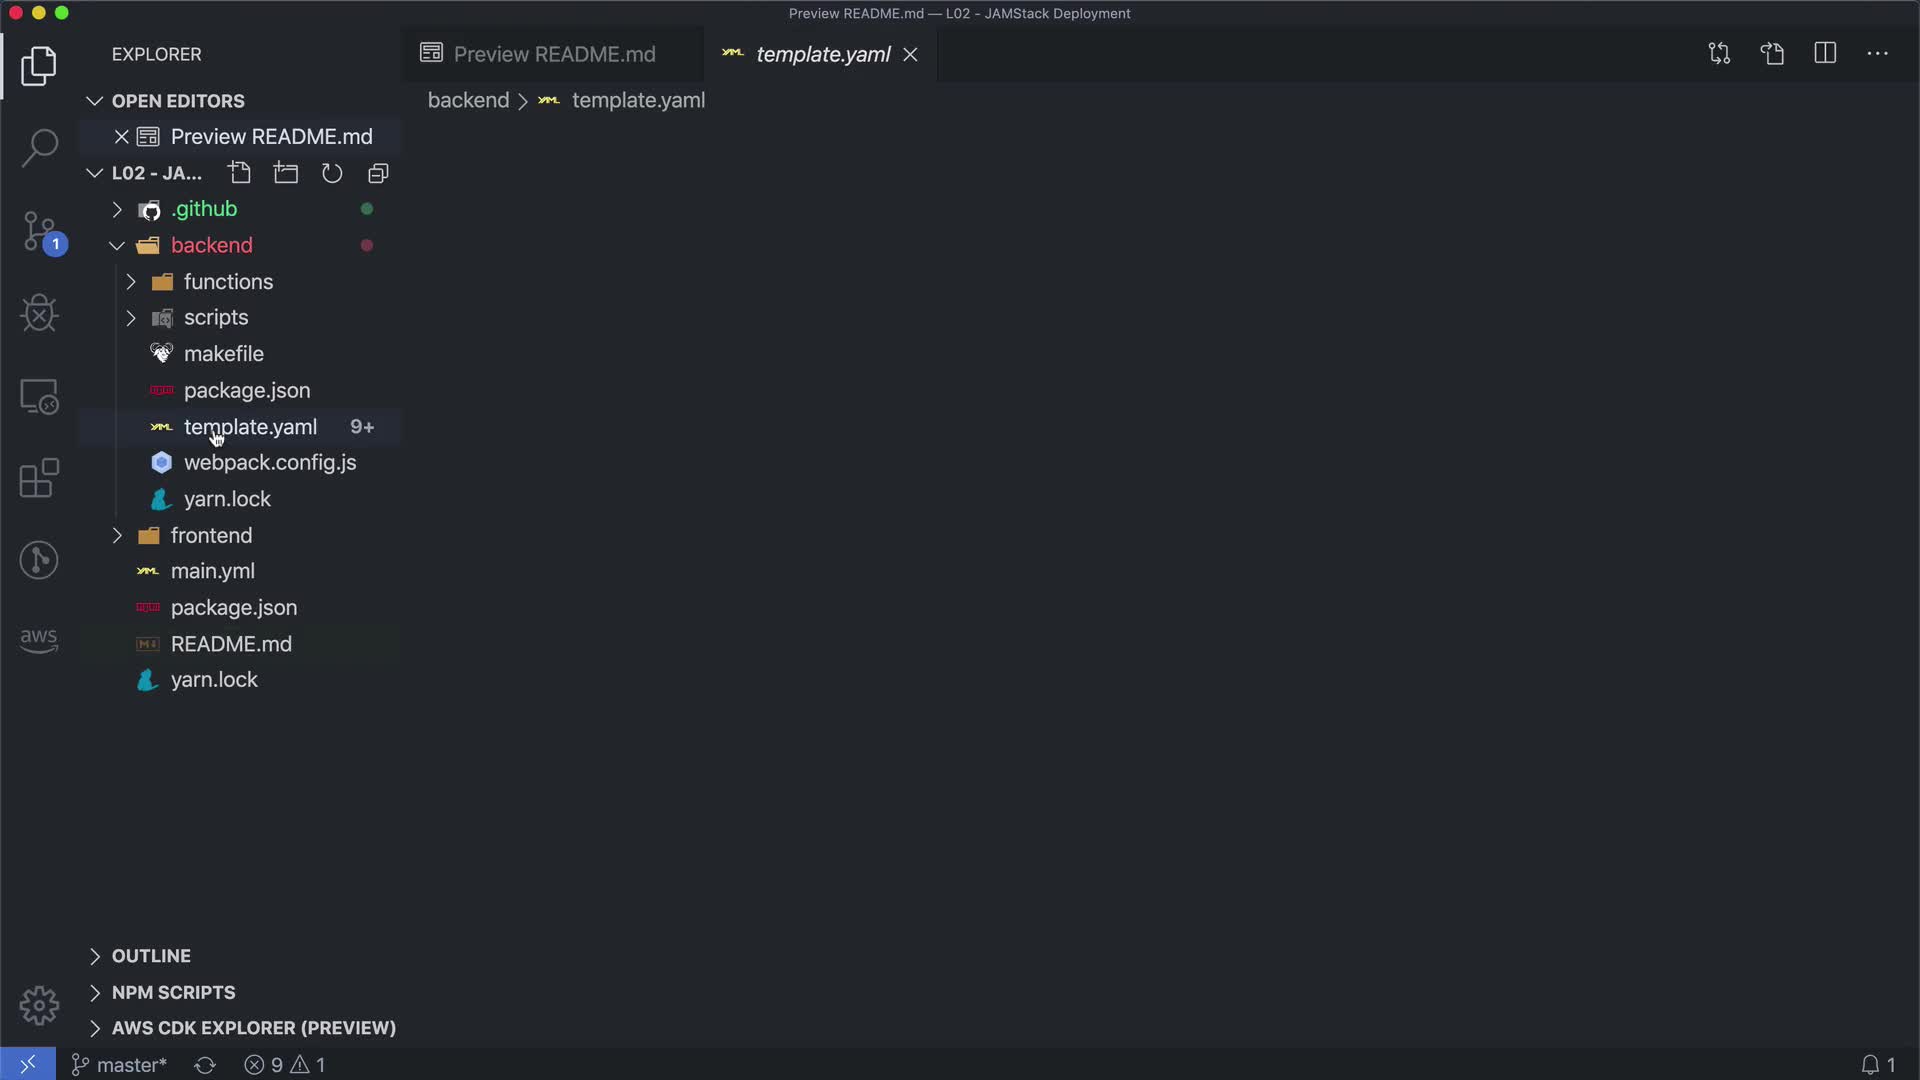 Preview README.md — L02 - JAMStack Deployment
EXPLORER
Preview README.md
template.yaml
OPEN EDITORS
backend
template.yaml
Preview README.md
L02 - JA...
.github
backend
functions
scripts
makefile
package.json
template.yaml 9+
1
webpack.config.js
yarn.lock
frontend
main.yml
package.json
aws
README.md
yarn.lock
OUTLINE
NPM SCRIPTS
AWS CDK EXPLORER (PREVIEW)
master* 9 1
1